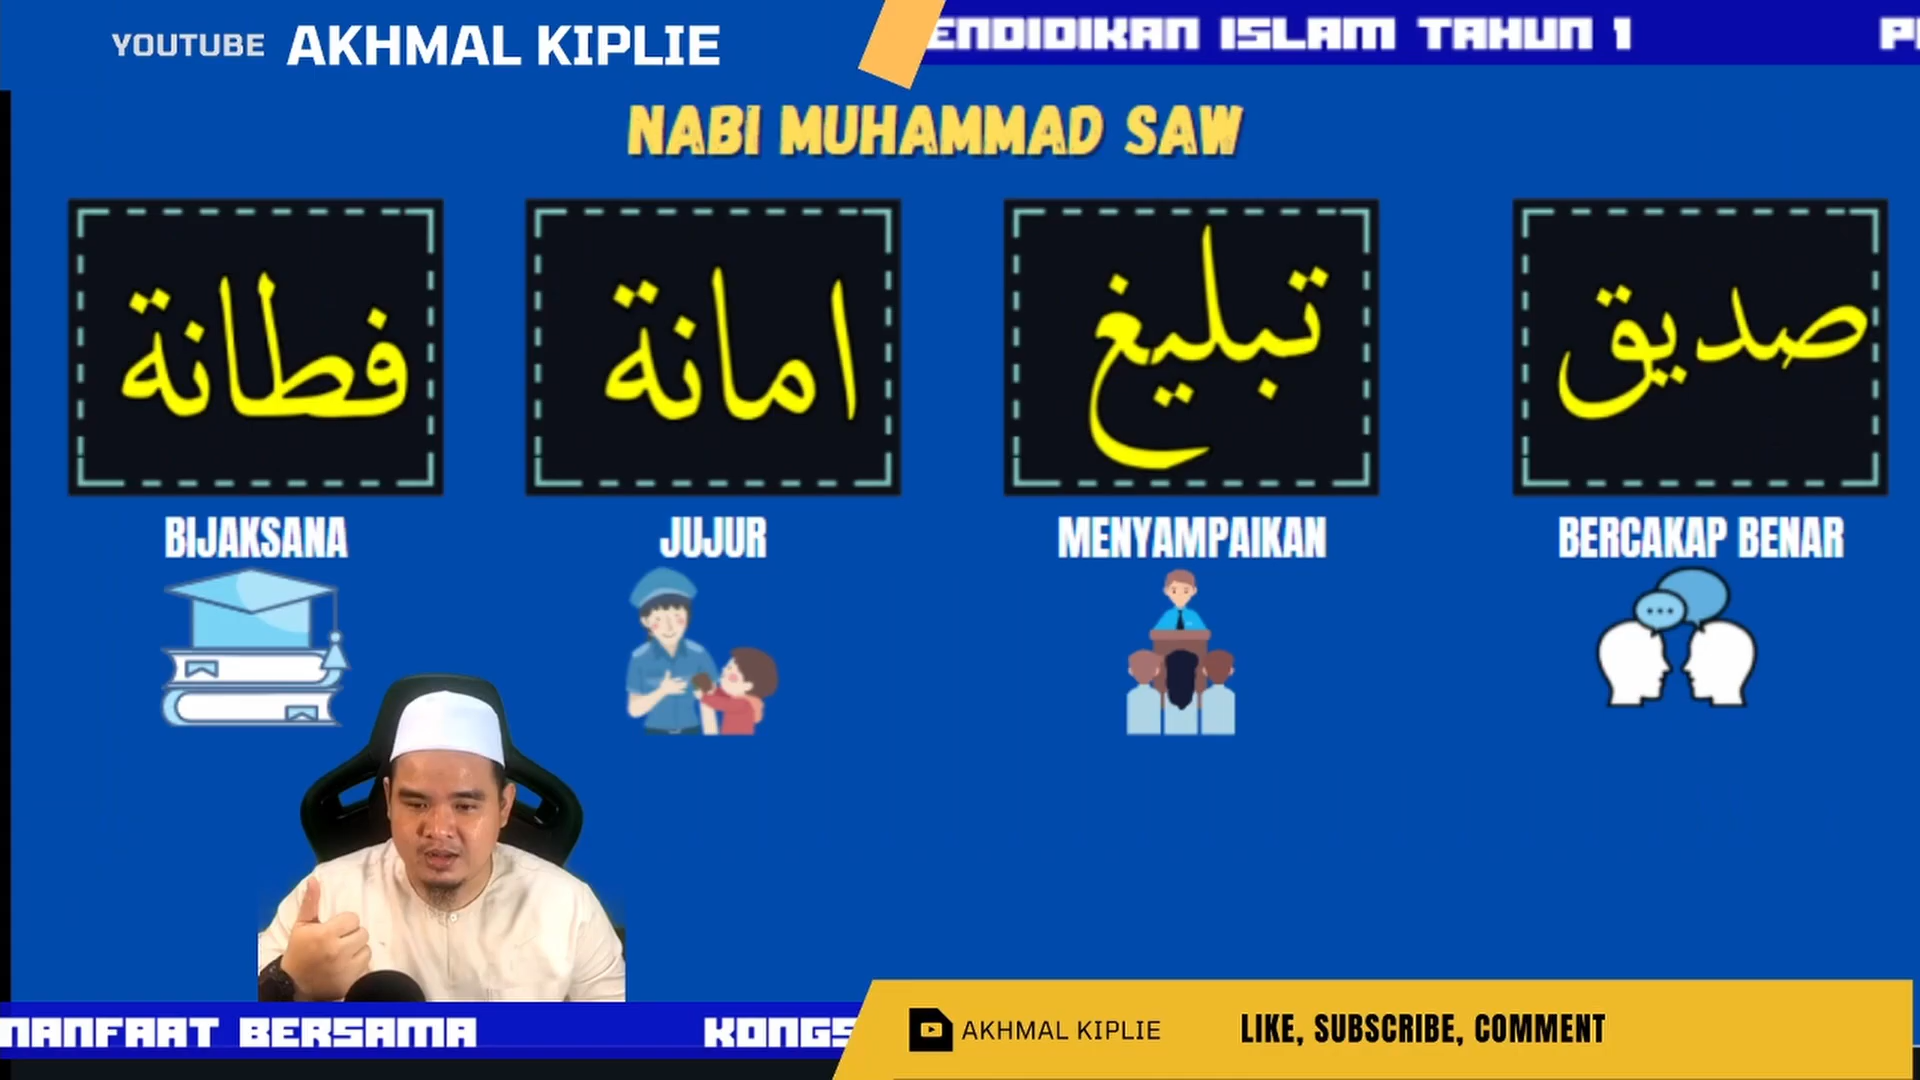 YOUTUBE AKHMAL KIPLIE
ENDIDIKAN ISLAM TAHUN 1
NABI MUHAMMAD SAW
فطانة
امانة
تبليغ
صديق
BIJAKSANA
JUJUR
MENYAMPAIKAN
BERCAKAP BENAR
MANFAAT BERSAMA
KONGS
AKHMAL KIPLIE
LIKE, SUBSCRIBE, COMMENT